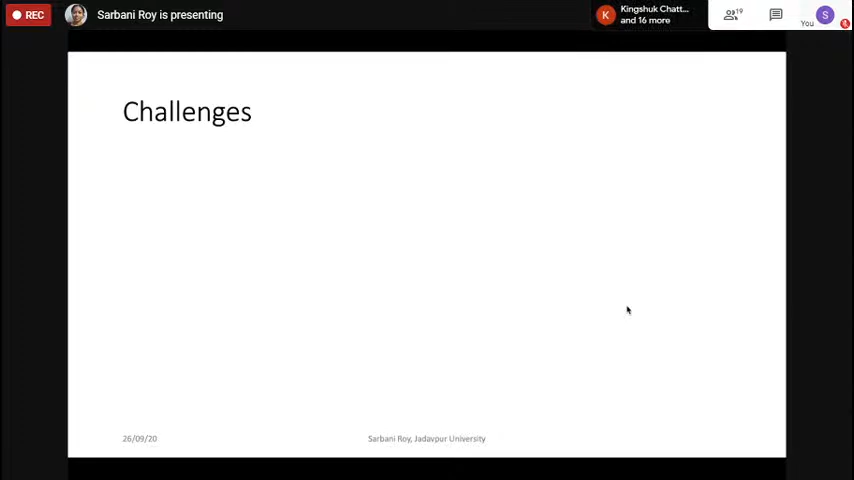 REC
Sarbani Roy is presenting
K
Kingshuk Chatt...
and 16 more
19
You
S
Challenges
26/09/20
Sarbani Roy, Jadavpur University